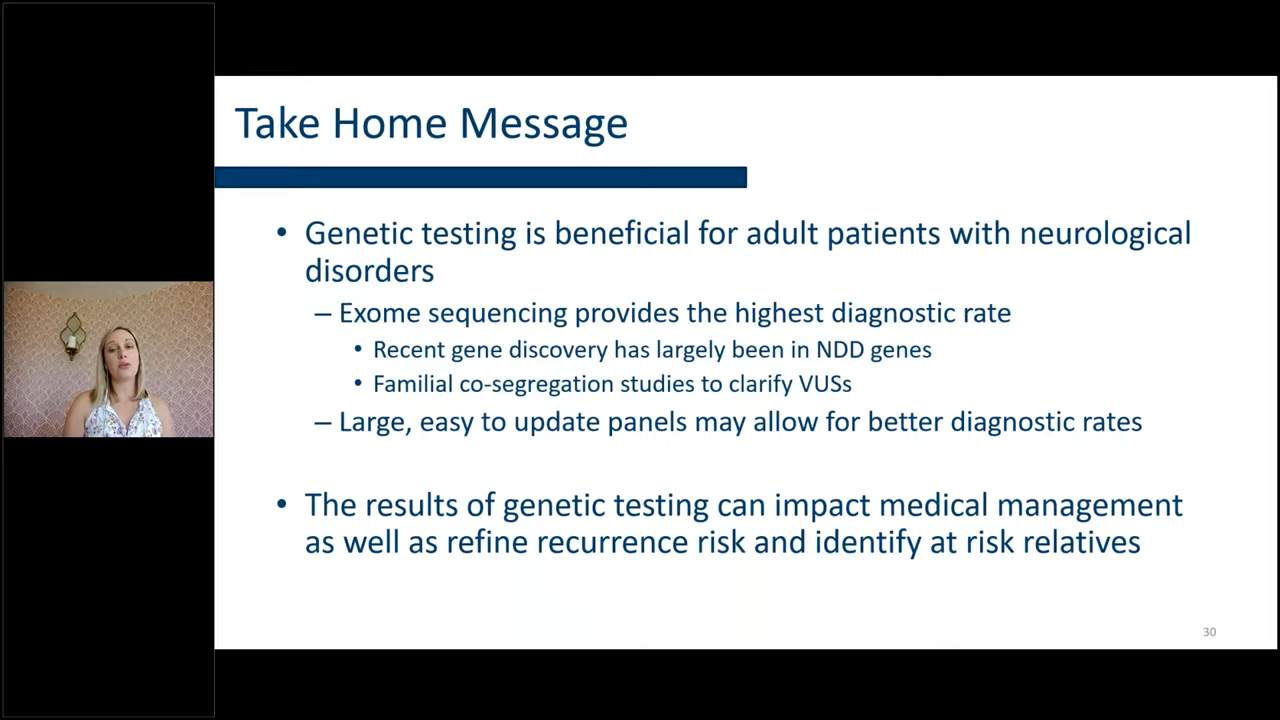 Take Home Message
• Genetic testing is beneficial for adult patients with neurological
disorders
– Exome sequencing provides the highest diagnostic rate
• Recent gene discovery has largely been in NDD genes
• Familial co-segregation studies to clarify VUSs
– Large, easy to update panels may allow for better diagnostic rates
• The results of genetic testing can impact medical management
as well as refine recurrence risk and identify at risk relatives
30